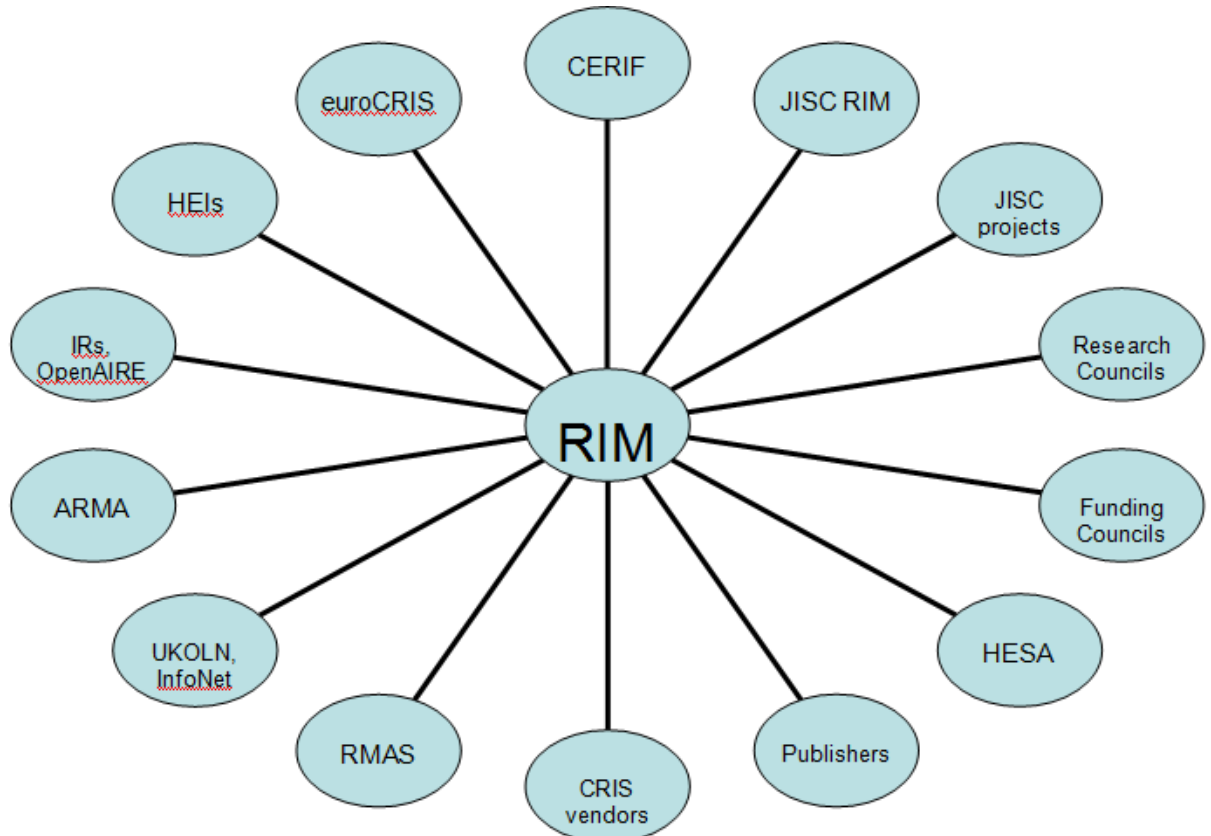 CERIF
euroCRIS
JISC RIM
HEIs
JISC
projects
IRs,
OpenAIRE
Research
Councils
RIM
ARMA
Funding
Councils
UKOLN,
InfoNet
HESA
RMAS
Publishers
CRIS
vendors